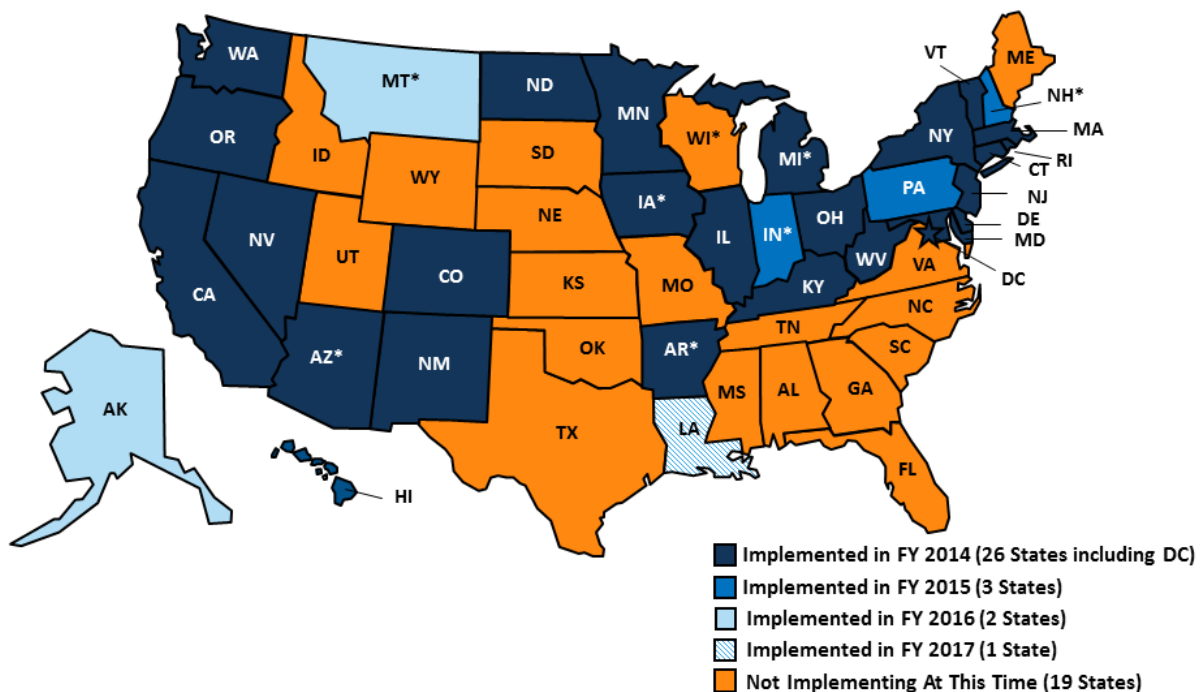 WA
MT*
ND
MN
VT
ME
NH*
OR
ID
SD
WI*
MI*
NY
MA
RI
CT
WY
IA*
PA
NJ
NE
NV
IL
IN*
OH
DE
MD
UT
CO
WV
VA
DC
CA
KS
MO
KY
NC
TN
AZ*
NM
OK
AR*
SC
AK
MS
AL
GA
TX
LA
FL
HI
Implemented in FY 2014 (26 States including DC)
Implemented in FY 2015 (3 States)
Implemented in FY 2016 (2 States)
Implemented in FY 2017 (1 State)
Not Implementing At This Time (19 States)